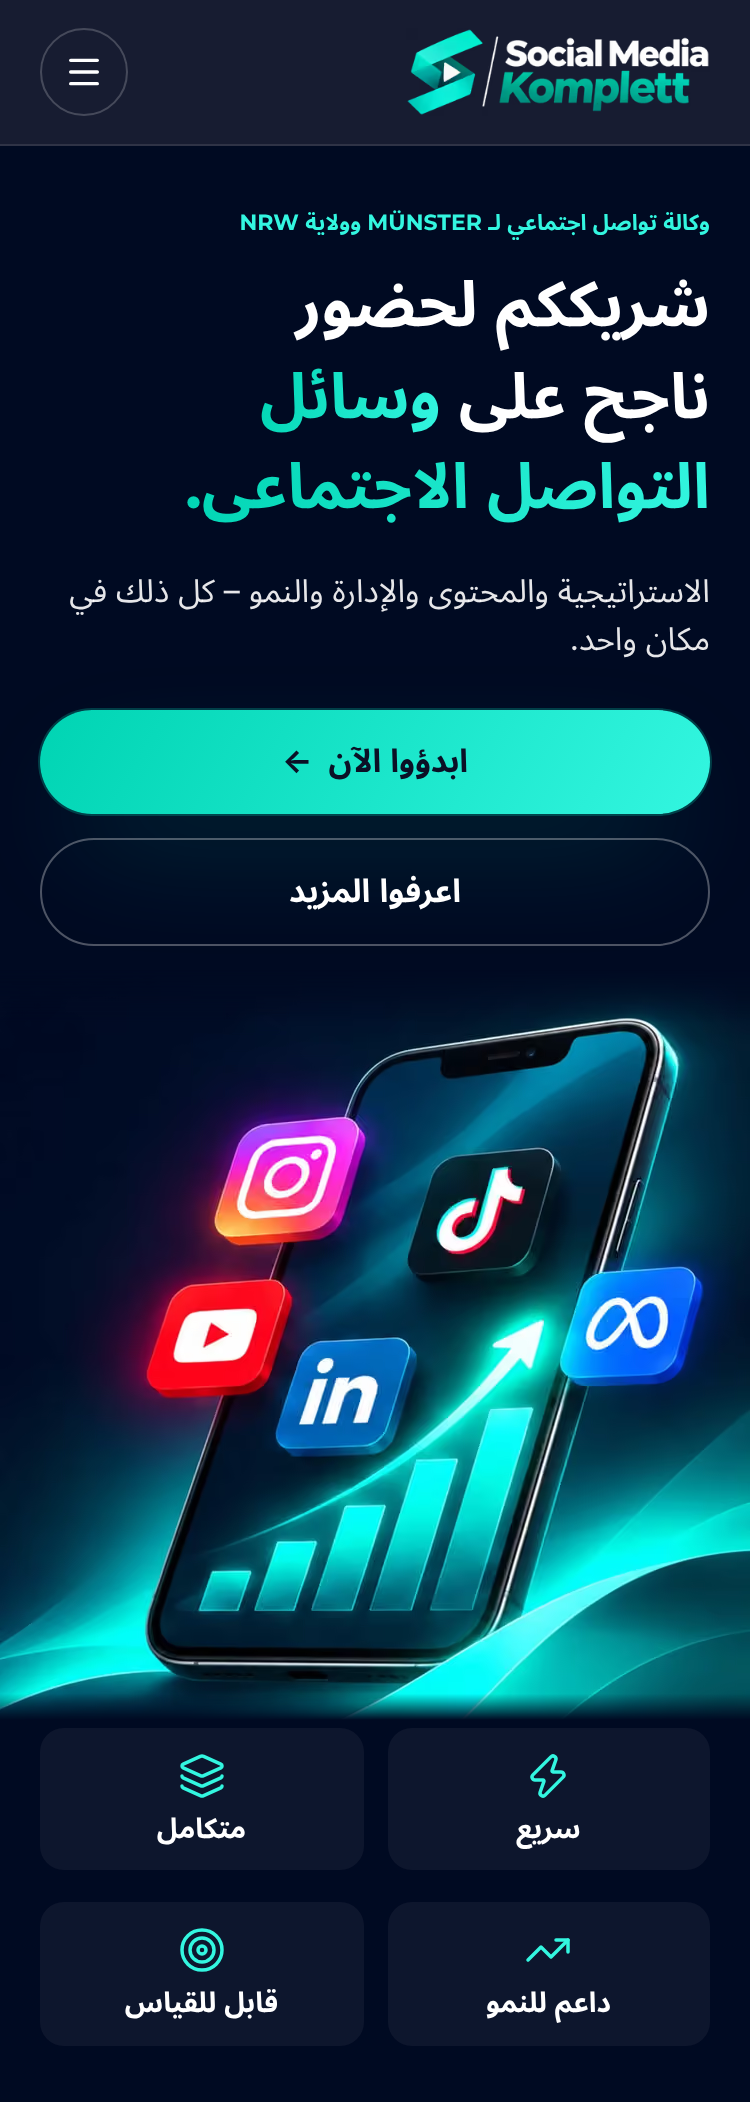 Social Media
Komplett
وكالة تواصل اجتماعي لـ MÜNSTER وولاية NRW
شريككم لحضور
ناجح على وسائل
التواصل الاجتماعي.
الاستراتيجية والمحتوى والإدارة والنمو – كل ذلك في
مكان واحد.
ابدؤوا الآن ←
اعرفوا المزيد
in
سريع
متكامل
داعم للنمو
قابل للقياس